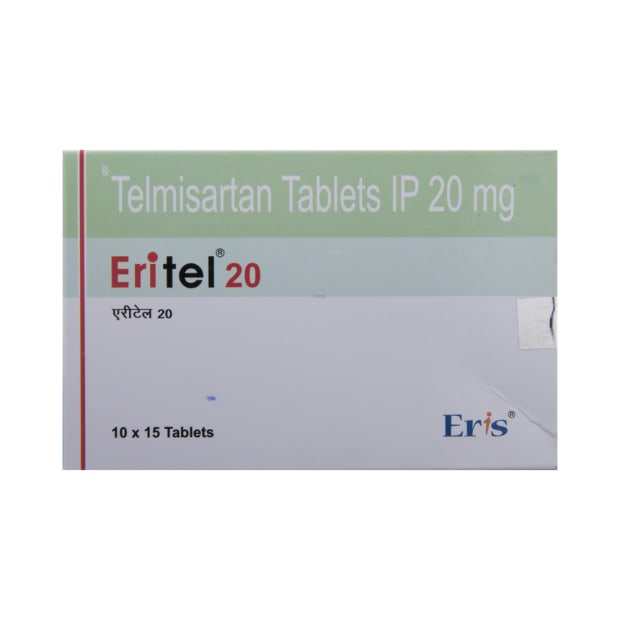 Telmisartan Tablets IP 20 mg
Eritel® 20
एरीटेल 20
10 x 15 Tablets
Eris®